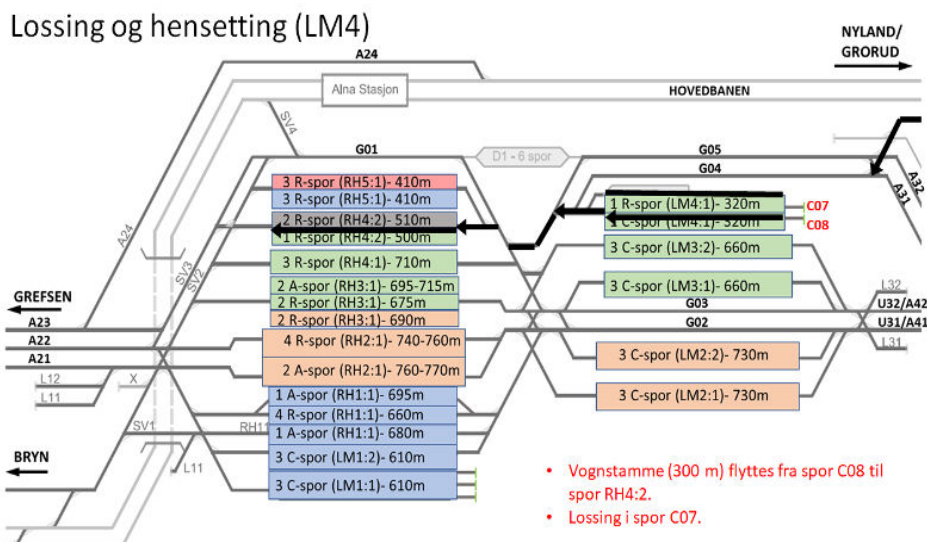 Lossing og hensetting (LM4)
NYLAND/
GRORUD
A24
Alna Stasjon
HOVEDBANEN
SV4
G01
D1 - 6 spor
G05
G04
A32
A31
3 R-spor (RH5:1)- 410m
3 R-spor (RH5:1)- 410m
2 R-spor (RH4:2)- 510m
1 R-spor (RH4:2)- 500m
3 R-spor (RH4:1)- 710m
2 A-spor (RH3:1)- 695-715m
2 R-spor (RH3:1)- 675m
2 R-spor (RH3:1)- 690m
4 R-spor (RH2:1)- 740-760m
2 A-spor (RH2:1)- 760-770m
1 A-spor (RH1:1)- 695m
4 R-spor (RH1:1)- 660m
1 A-spor (RH1:1)- 680m
3 C-spor (LM1:2)- 610m
3 C-spor (LM1:1)- 610m
1 R-spor (LM4:1)- 320m
1 C-spor (LM4:1)- 320m
C07
C08
3 C-spor (LM3:2)- 660m
3 C-spor (LM3:1)- 660m
G03
G02
3 C-spor (LM2:2)- 730m
3 C-spor (LM2:1)- 730m
L32
U32/A42
U31/A41
L31
A24
SV3
SV2
GREFSEN
A23
A22
A21
L12
L11
X
SV1
RH11
L11
BRYN
• Vognstamme (300 m) flyttes fra spor C08 til
spor RH4:2.
• Lossing i spor C07.